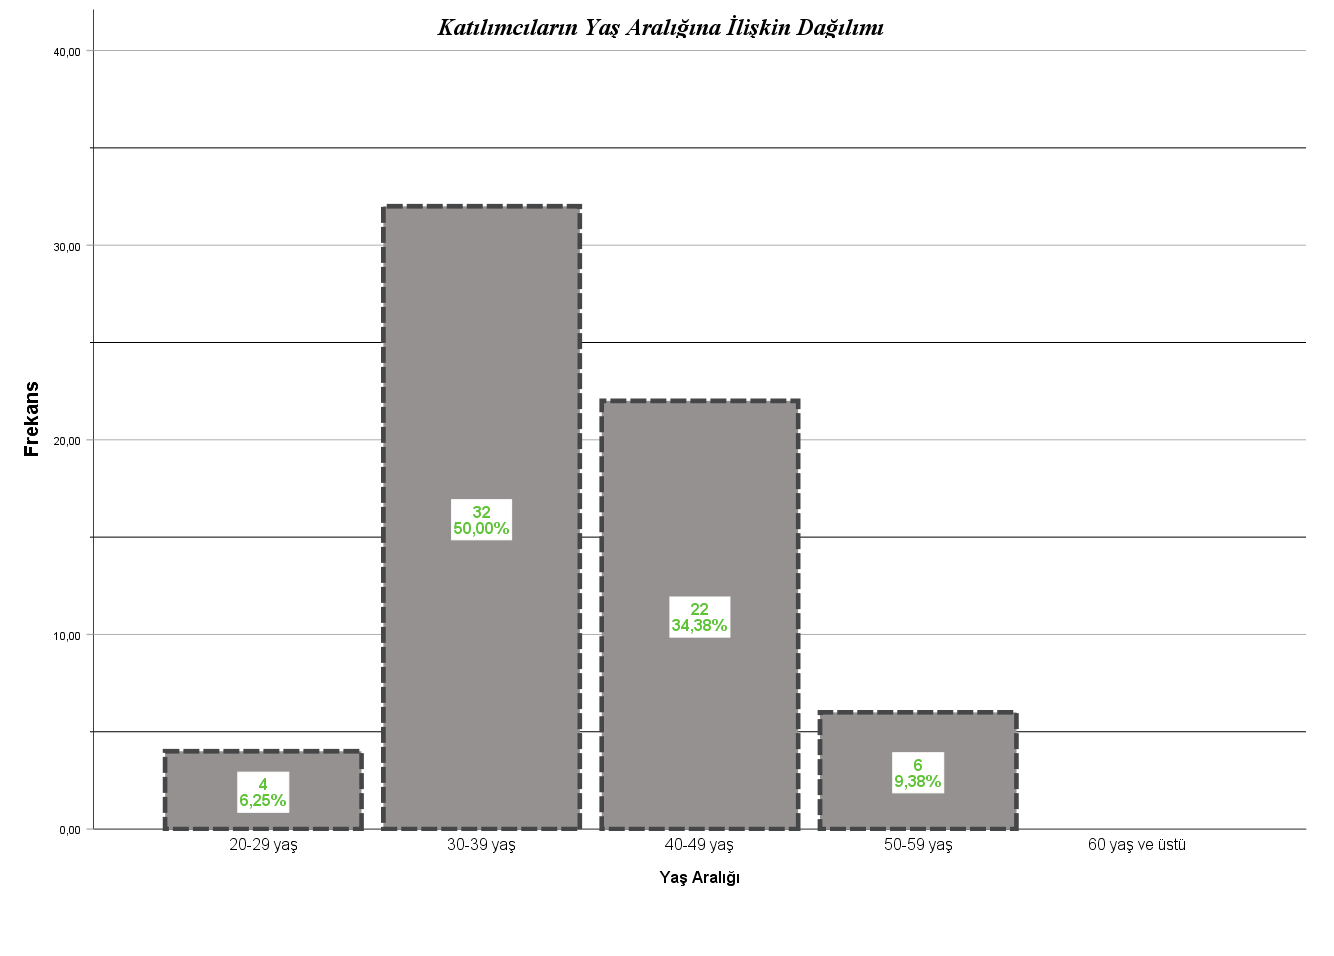 Katılımcıların Yaş Aralığına İlişkin Dağılımı
40,00
30,00
20,00
10,00
0,00
Frekans
32
50,00%
22
34,38%
6
9,38%
4
6,25%
20-29 yaş
30-39 yaş
40-49 yaş
50-59 yaş
60 yaş ve üstü
Yaş Aralığı